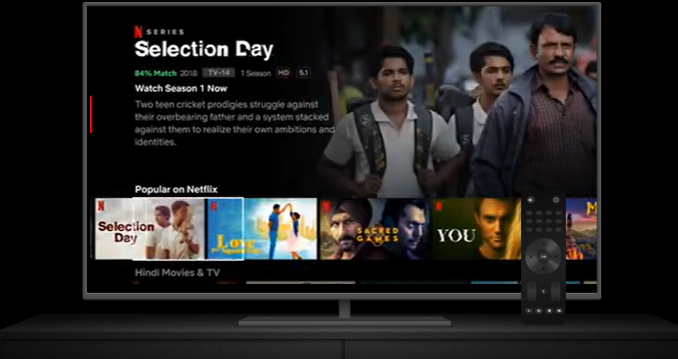 N SERIES
Selection Day
84% Match 2018 TV-14 1 Season HD 5.1
Watch Season 1 Now
Two teen cricket prodigies struggle against
their overbearing father and a system stacked
against them to realize their own ambitions and
identities.
Popular on Netflix
N Selection Day
N Love
N SACRED GAMES
N YOU
N M
Hindi Movies & TV